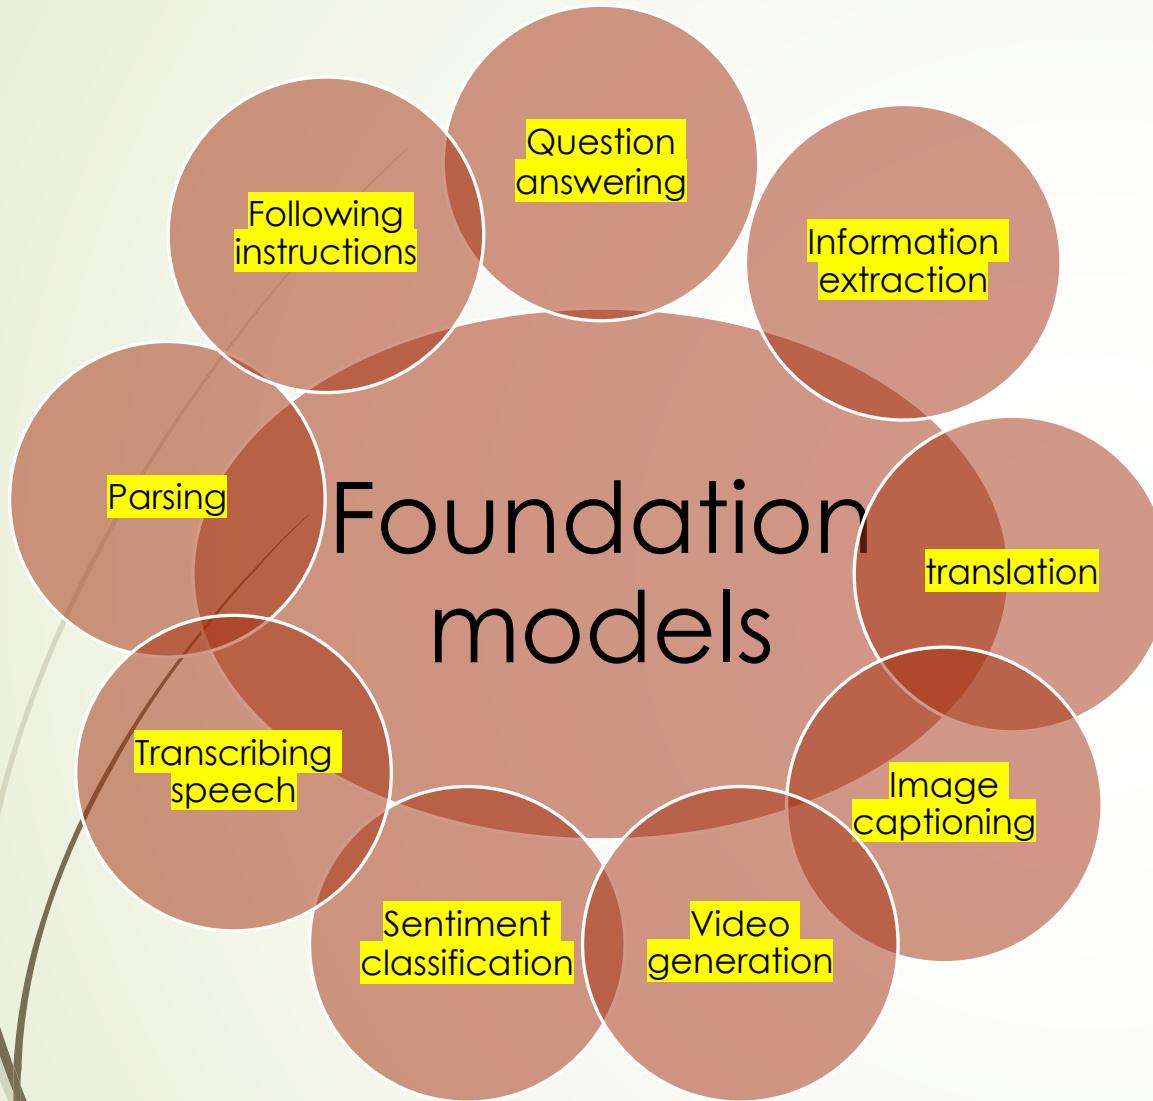 Question
answering
Information
extraction
translation
Image
captioning
Video
generation
Sentiment
classification
Transcribing
speech
Parsing
Following
instructions
Foundation
models